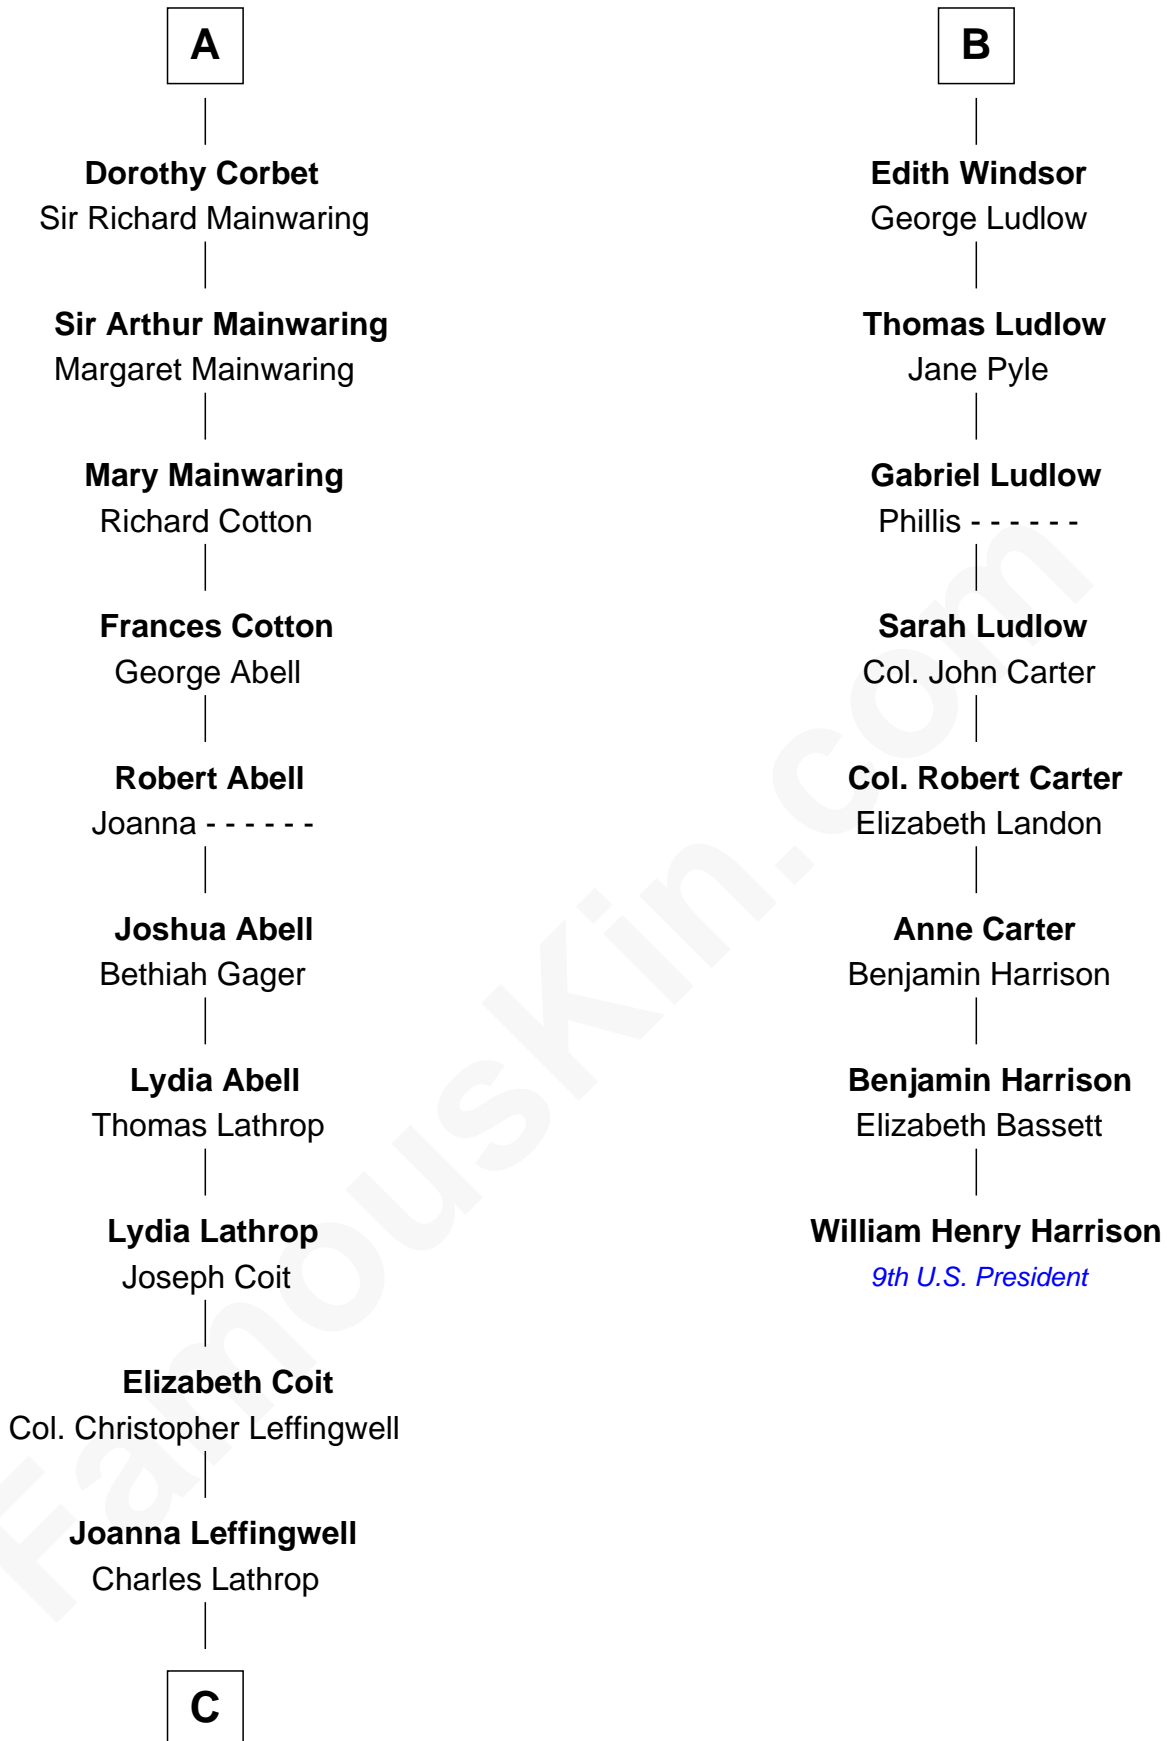 A
Dorothy Corbet
Sir Richard Mainwaring
Sir Arthur Mainwaring
Margaret Mainwaring
Mary Mainwaring
Richard Cotton
Frances Cotton
George Abell
Robert Abell
Joanna - - - - - -
Joshua Abell
Bethiah Gager
Lydia Abell
Thomas Lathrop
Lydia Lathrop
Joseph Coit
Elizabeth Coit
Col. Christopher Leffingwell
Joanna Leffingwell
Charles Lathrop
C
B
Edith Windsor
George Ludlow
Thomas Ludlow
Jane Pyle
Gabriel Ludlow
Phillis - - - - - -
Sarah Ludlow
Col. John Carter
Col. Robert Carter
Elizabeth Landon
Anne Carter
Benjamin Harrison
Benjamin Harrison
Elizabeth Bassett
William Henry Harrison
9th U.S. President
FamousKin.com